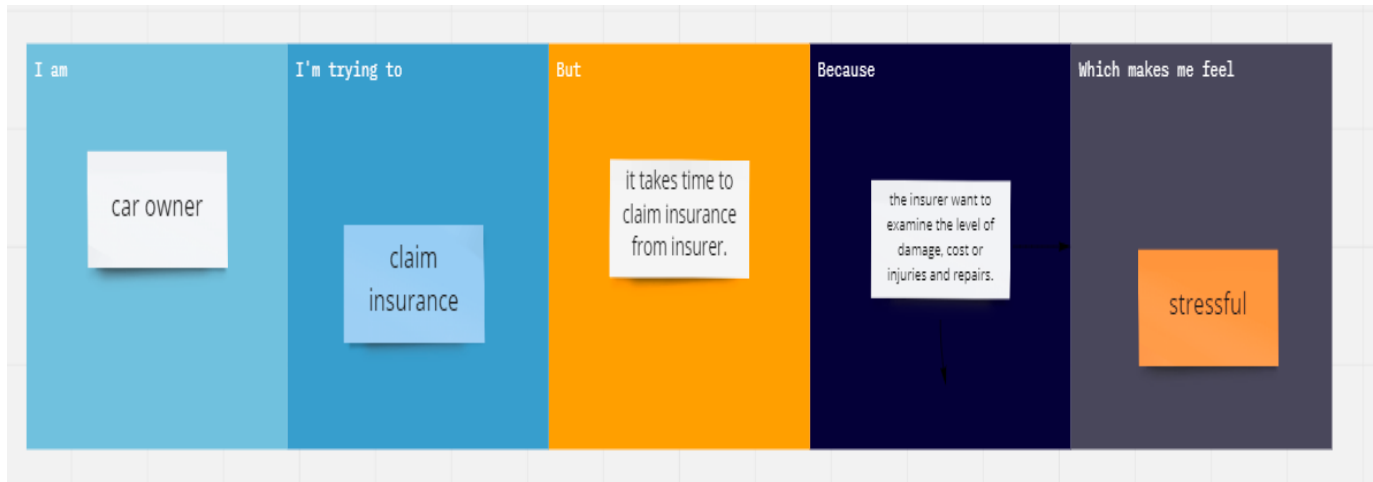 I am
car owner
I'm trying to
claim
insurance
But
it takes time to
claim insurance
from insurer.
Because
the insurer want to
examine the level of
damage, cost or
injuries and repairs.
Which makes me feel
stressful